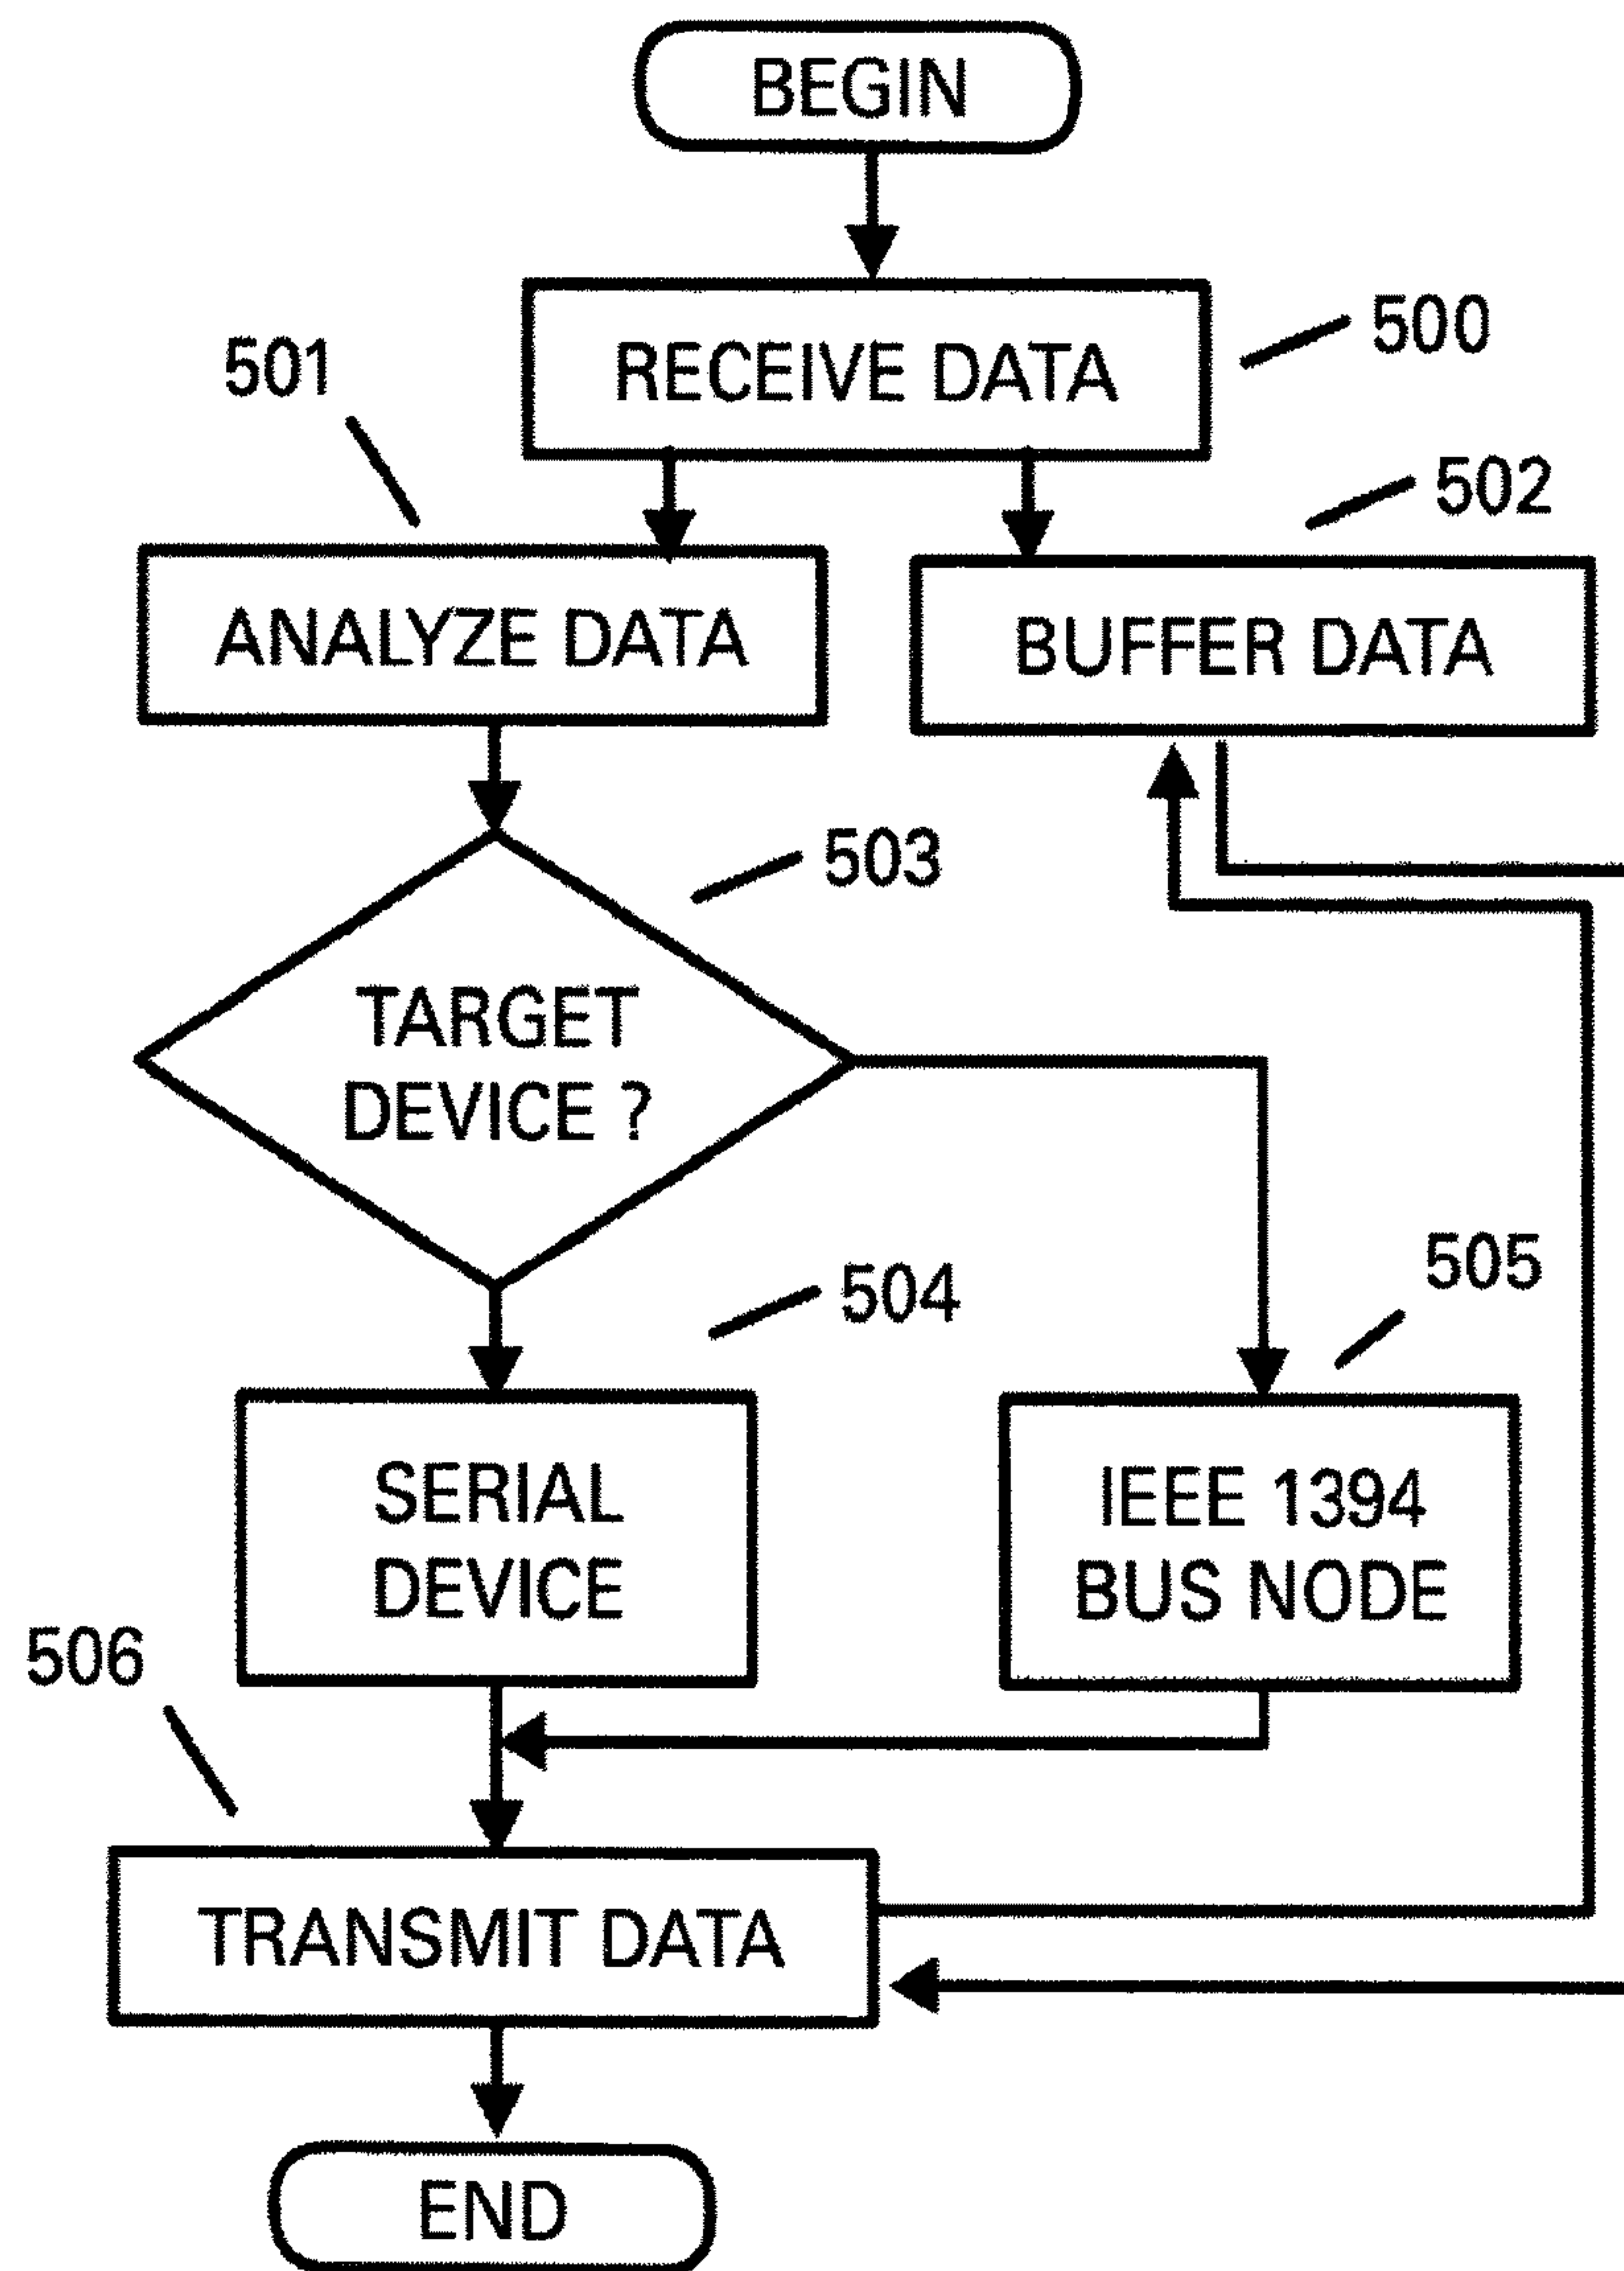 BEGIN
RECEIVE DATA
500
501
502
ANALYZE DATA
BUFFER DATA
503
TARGET
DEVICE ?
504
505
SERIAL
DEVICE
IEEE 1394
BUS NODE
506
TRANSMIT DATA
END